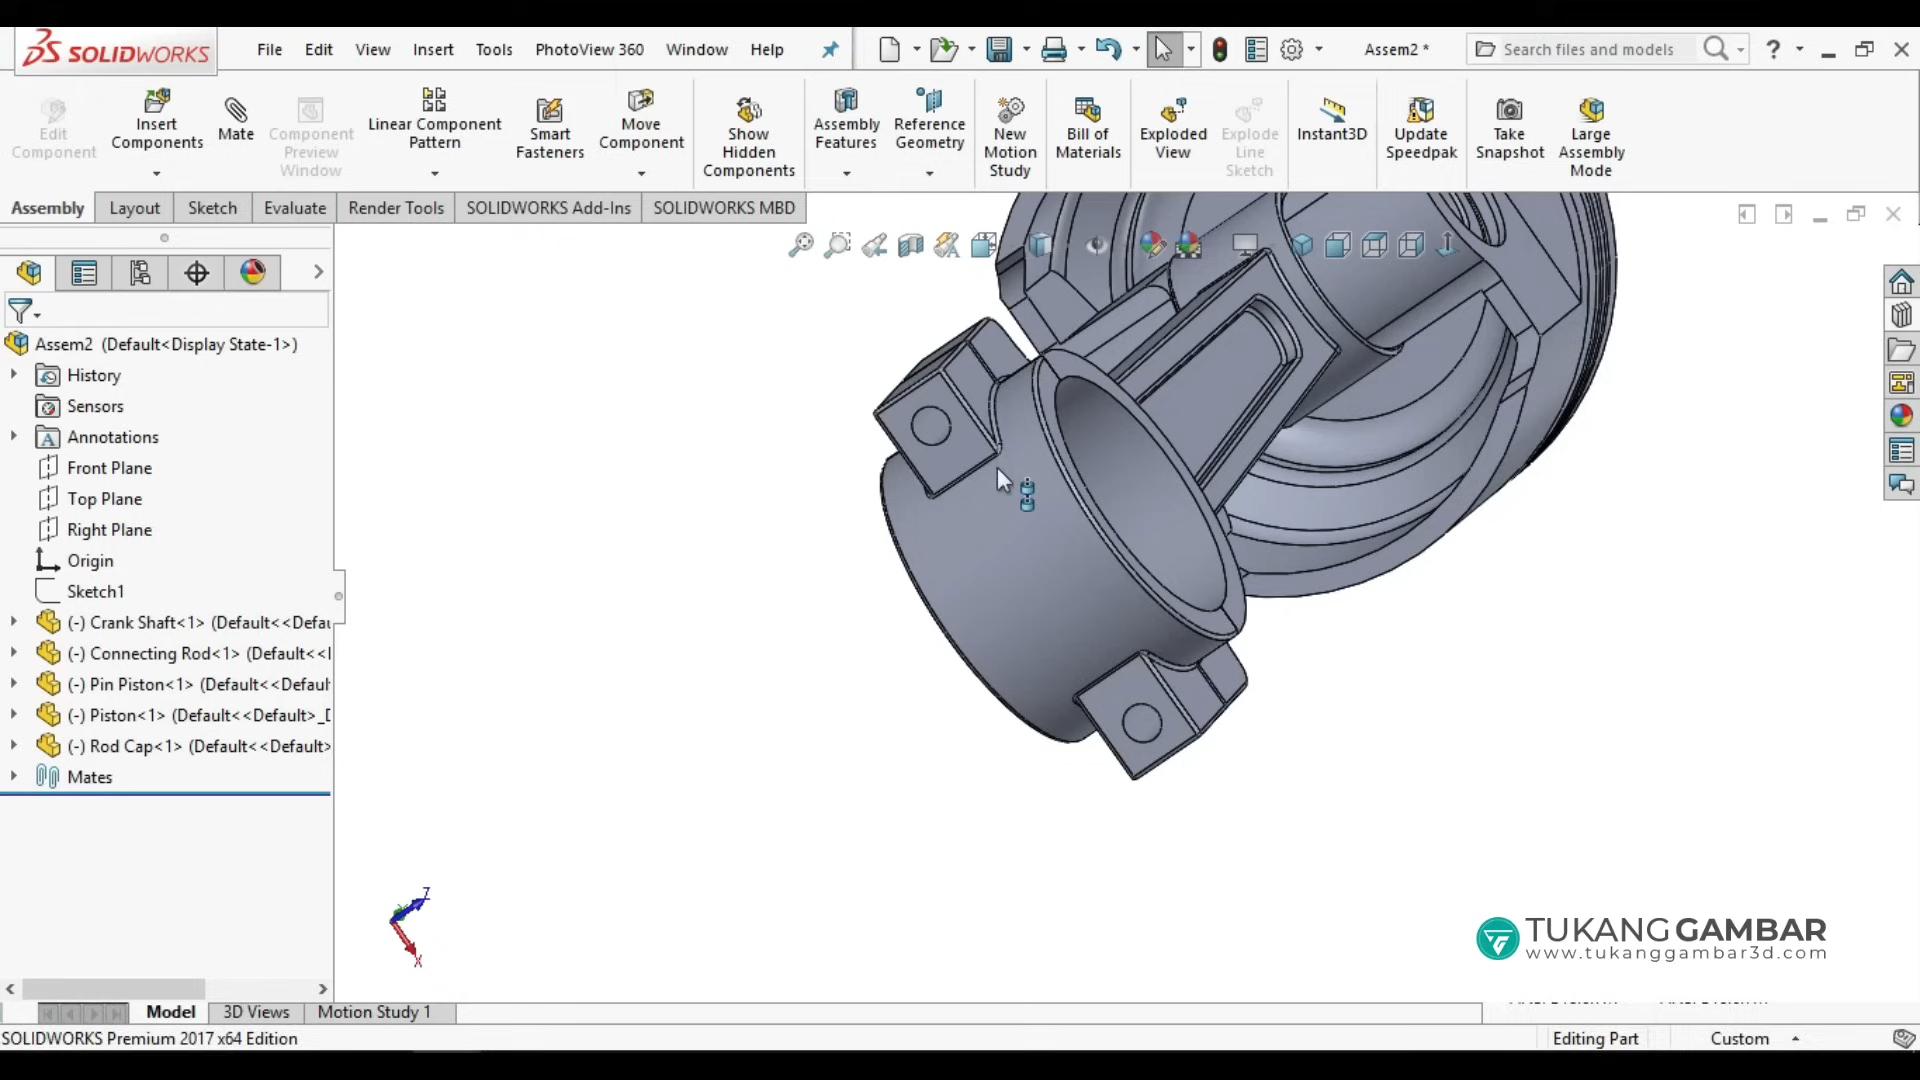 SOLIDWORKS
File
Edit
View
Insert
Tools
PhotoView 360
Window
Help
Assem2 *
Search files and models
?
Edit
Component
Insert
Components
Mate
Component
Preview
Window
Linear Component
Pattern
Smart
Fasteners
Move
Component
Show
Hidden
Components
Assembly
Features
Reference
Geometry
New
Motion
Study
Bill of
Materials
Exploded
View
Explode
Line
Sketch
Instant3D
Update
Speedpak
Take
Snapshot
Large
Assembly
Mode
Assembly
Layout
Sketch
Evaluate
Render Tools
SOLIDWORKS Add-Ins
SOLIDWORKS MBD
Assem2 (Default<Display State-1>)
History
Sensors
Annotations
Front Plane
Top Plane
Right Plane
Origin
Sketch1
(-) Crank Shaft<1> (Default<<Defau
(-) Connecting Rod<1> (Default<<
(-) Pin Piston<1> (Default<<Defaul
(-) Piston<1> (Default<<Default>_
(-) Rod Cap<1> (Default<<Default>
Mates
Z
X
TUKANGGAMBAR
www.tukanggambar3d.com
Model
3D Views
Motion Study 1
SOLIDWORKS Premium 2017 x64 Edition
Editing Part
Custom